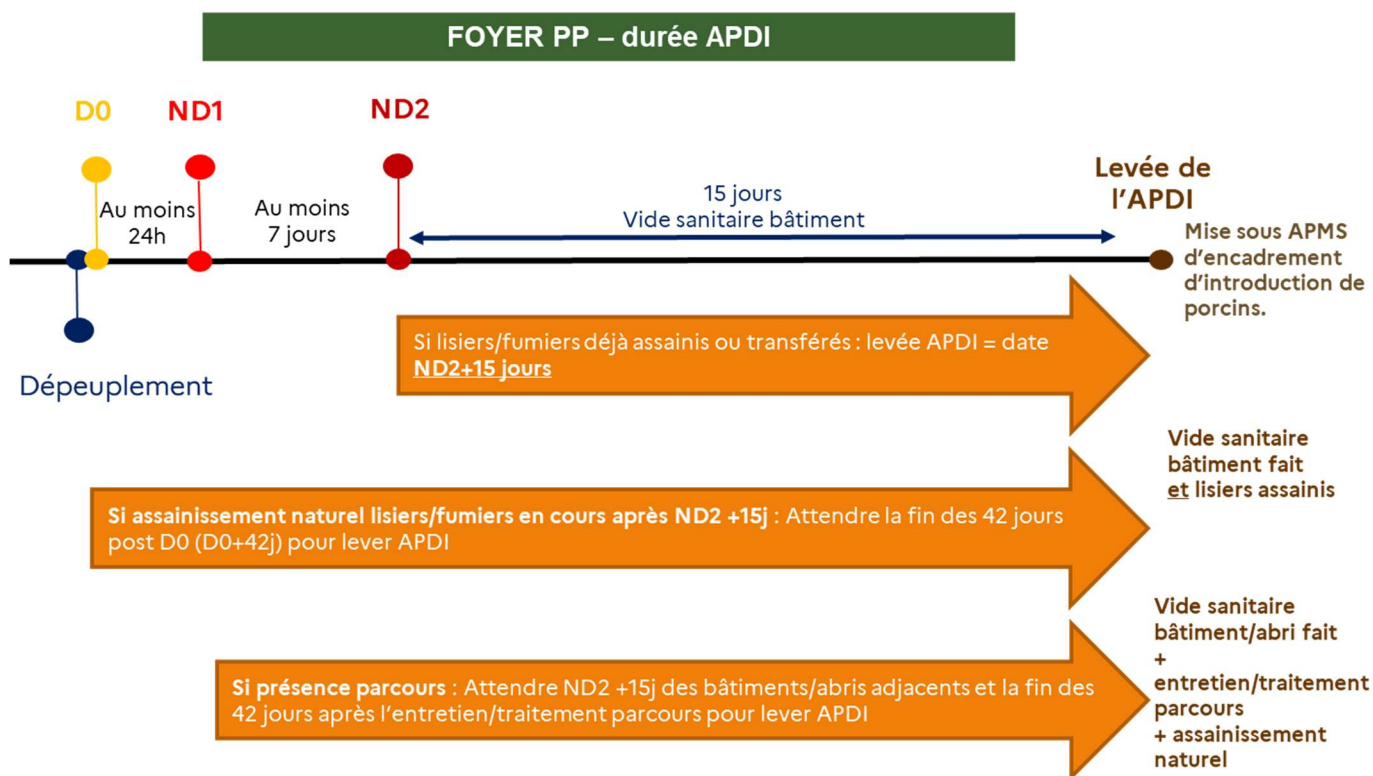 FOYER PP – durée APDI
D0
ND1
ND2
Au moins
24h
Au moins
7 jours
15 jours
Vide sanitaire bâtiment
Levée de
l'APDI
Mise sous APMS
d'encadrement
d'introduction de
porcins.
Dépeuplement
Si lisiers/fumiers déjà assainis ou transférés : levée APDI = date
ND2+15 jours
Si assainissement naturel lisiers/fumiers en cours après ND2 +15j : Attendre la fin des 42 jours
post D0 (D0+42j) pour lever APDI
Vide sanitaire
bâtiment fait
et lisiers assainis
Si présence parcours : Attendre ND2 +15j des bâtiments/abris adjacents et la fin des
42 jours après l'entretien/traitement parcours pour lever APDI
Vide sanitaire
bâtiment/abri fait
+
entretien/traitement
parcours
+ assainissement
naturel